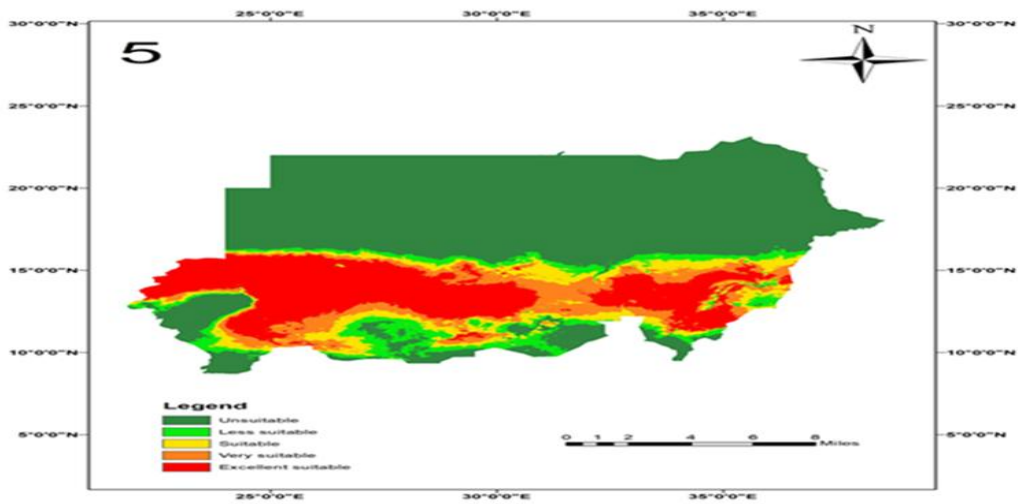 25°0'0"E 30°0'0"E 35°0'0"E
30°0'0"N 30°0'0"N
5
N
25°0'0"N 25°0'0"N
20°0'0"N 20°0'0"N
15°0'0"N 15°0'0"N
10°0'0"N 10°0'0"N
Legend
Unsuitable
Less suitable
Suitable
Very suitable
Excellent suitable
5°0'0"N 5°0'0"N
0 1 2 4 6 8 Miles
25°0'0"E 30°0'0"E 35°0'0"E